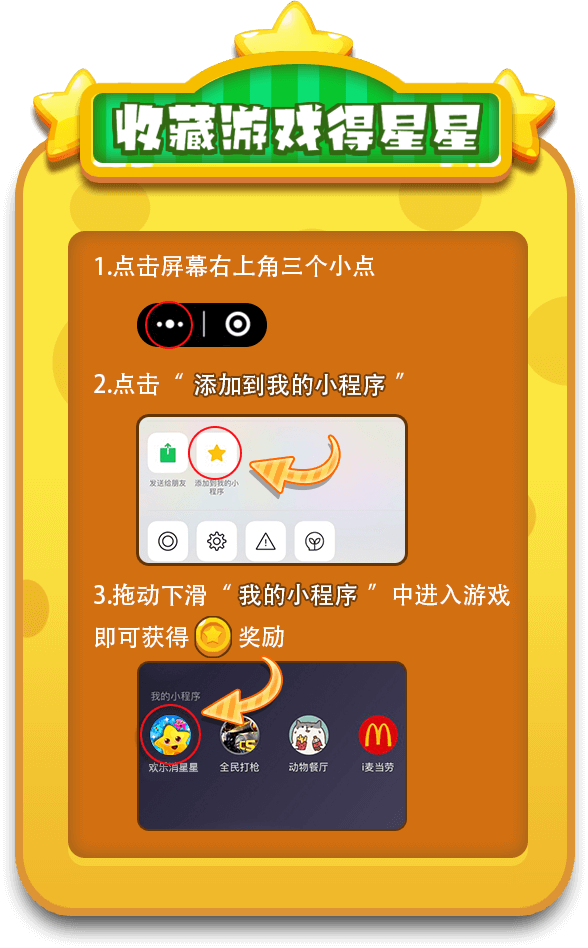 收藏游戏得星星
1.点击屏幕右上角三个小点
2.点击“添加到我的小程序”
发送给朋友
添加到我的小
程序
3.拖动下滑“我的小程序”中进入游戏
即可获得 奖励
我的小程序
欢乐消星星 全民打枪 动物餐厅 i麦当劳